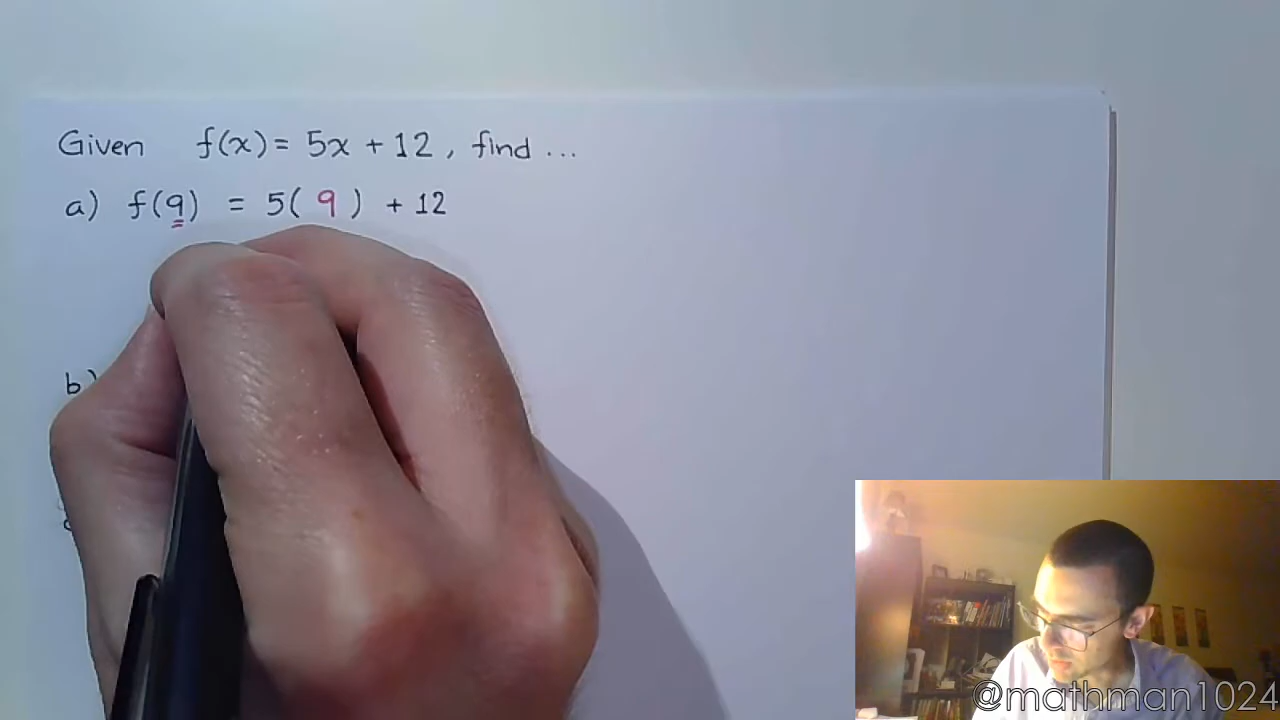 Given f(x) = 5x + 12, find ...
a) f(9) = 5( 9 ) + 12
b)
@mathman1024